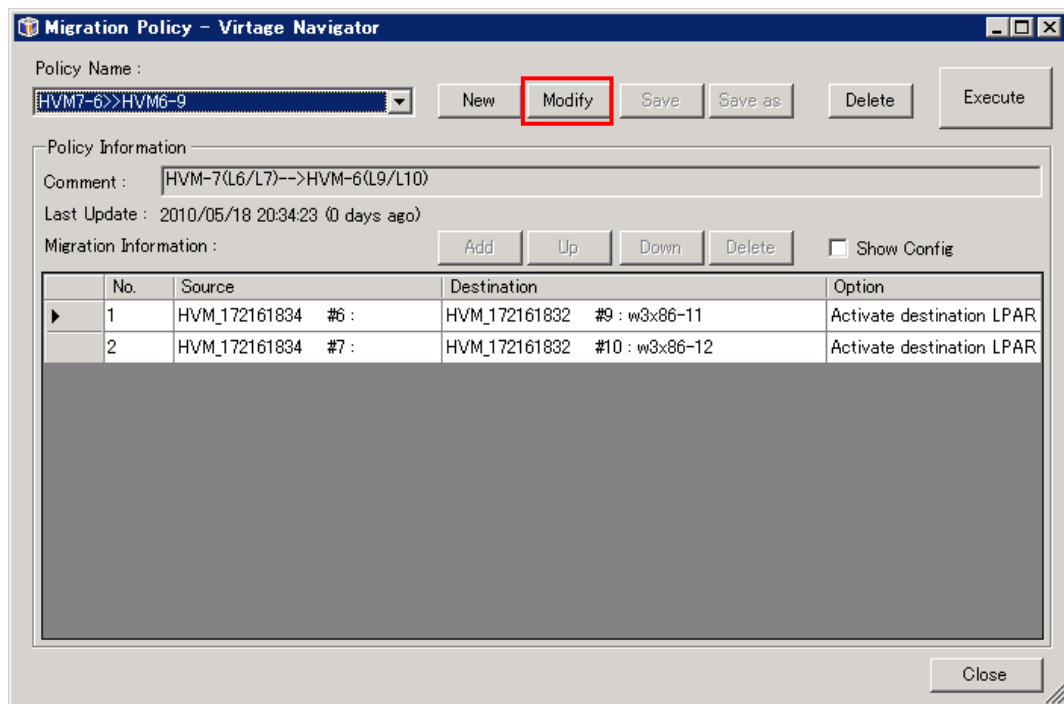 Migration Policy - Virtage Navigator
Policy Name :
HVM7-6>>HVM6-9
New Modify Save Save as Delete Execute
Policy Information
Comment : HVM-7(L6/L7)-->HVM-6(L9/L10)
Last Update : 2010/05/18 20:34:23 (0 days ago)
Migration Information : Add Up Down Delete Show Config
No. Source Destination Option
1 HVM_172161834 #6 : HVM_172161832 #9 : w3x86-11 Activate destination LPAR
2 HVM_172161834 #7 : HVM_172161832 #10 : w3x86-12 Activate destination LPAR
Close